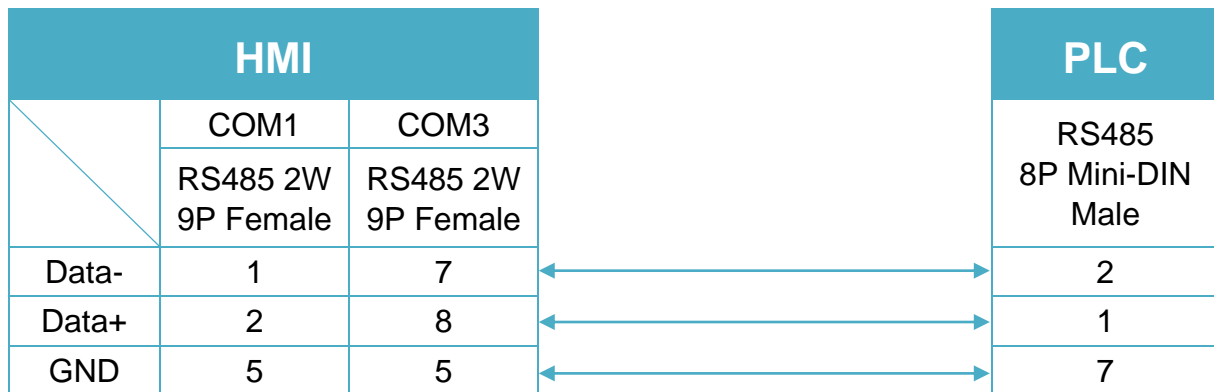 HMI PLC
COM1 COM3 RS485
8P Mini-DIN
Male
RS485 2W RS485 2W
9P Female 9P Female
Data- 1 7 2
Data+ 2 8 1
GND 5 5 7